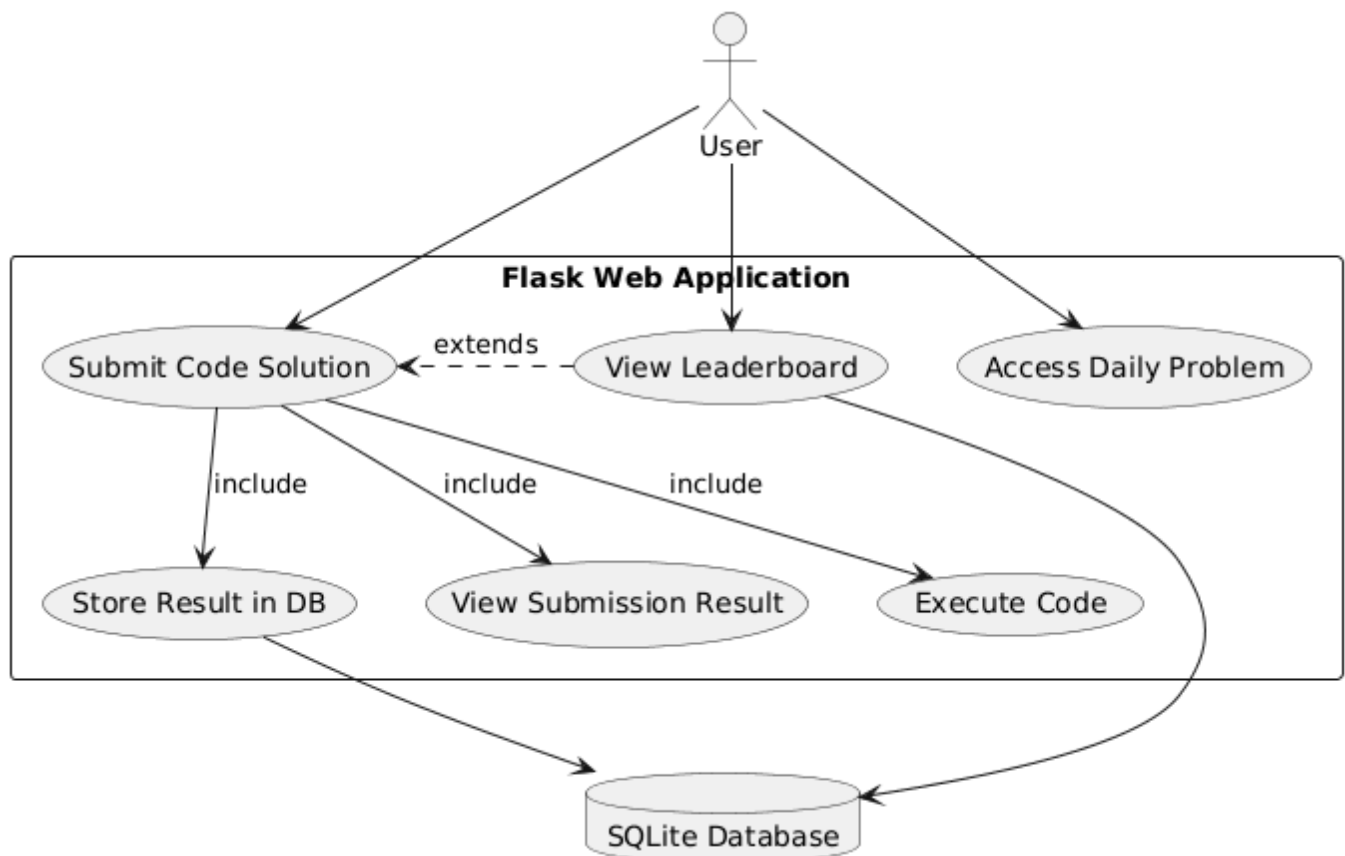 User
Flask Web Application
extends
Submit Code Solution
View Leaderboard
Access Daily Problem
include
include
include
Store Result in DB
View Submission Result
Execute Code
SQLite Database